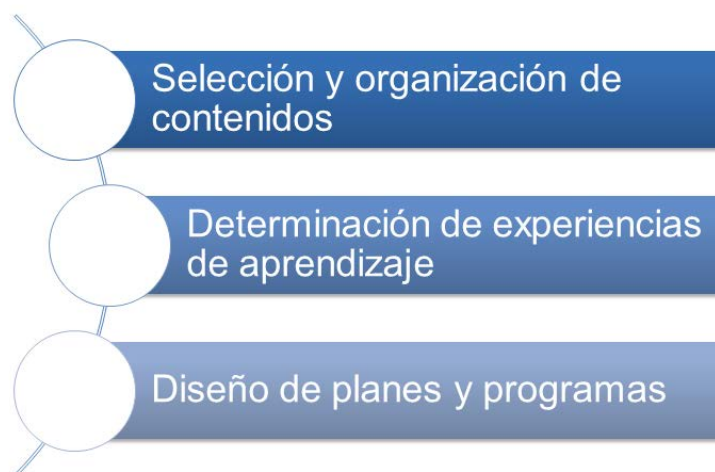 Selección y organización de
contenidos
Determinación de experiencias
de aprendizaje
Diseño de planes y programas